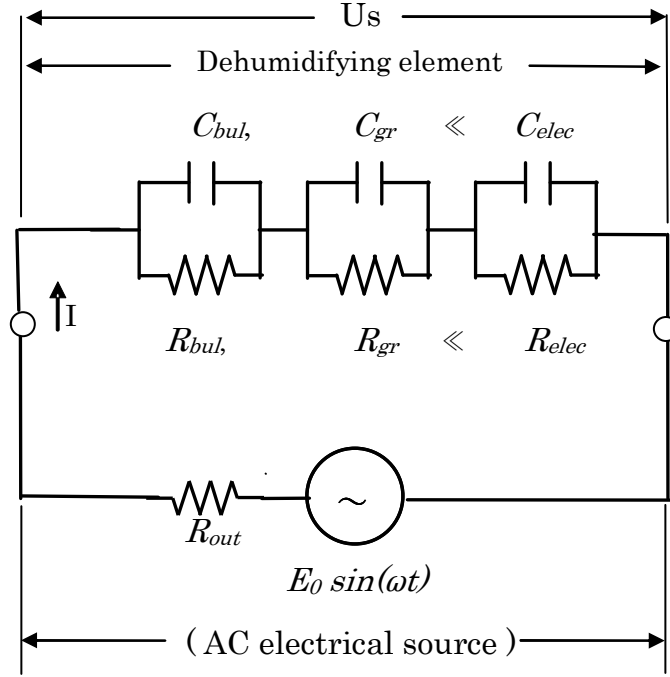 Us
Dehumidifying element
Cbul, Cgr ≪ Celec
I
Rbul, Rgr ≪ Relec
Rout
~
E0 sin(ωt)
( AC electrical source )